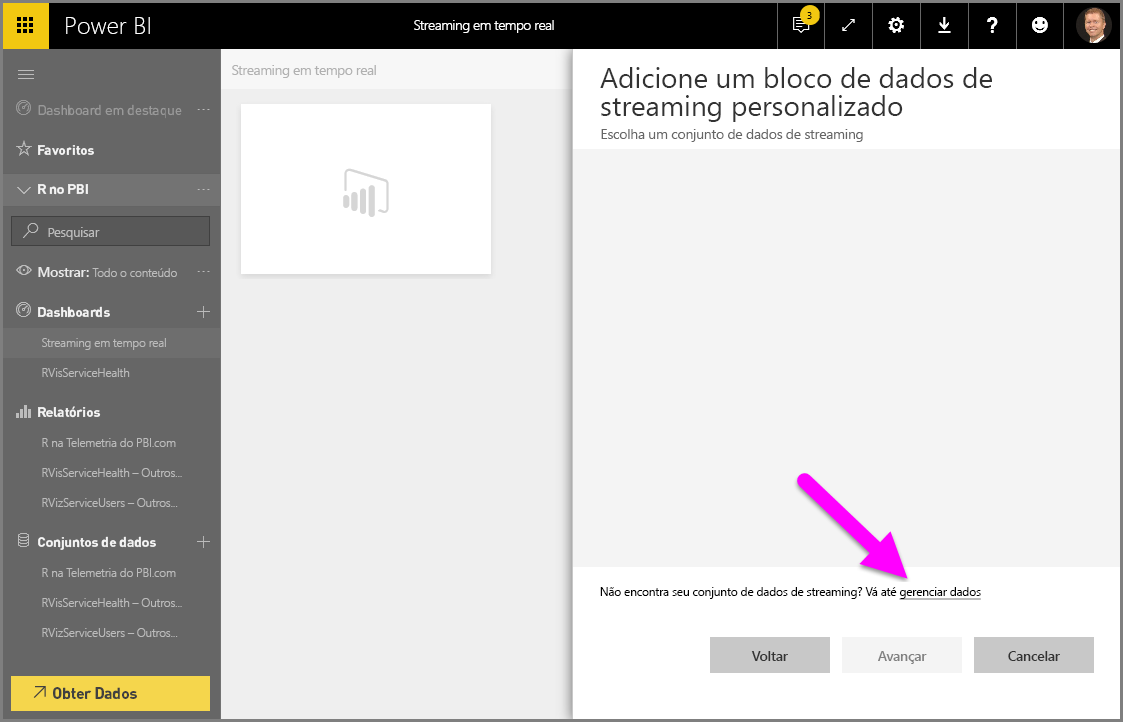 Power BI
Streaming em tempo real
3
Dashboard em destaque
Favoritos
R no PBI
Pesquisar
Mostrar: Todo o conteúdo
Dashboards
Streaming em tempo real
RVisServiceHealth
Relatórios
R na Telemetria do PBI.com
RVisServiceHealth – Outros...
RVizServiceUsers – Outros...
Conjuntos de dados
R na Telemetria do PBI.com
RVisServiceHealth – Outros...
RVizServiceUsers – Outros...
Obter Dados
Streaming em tempo real
Adicione um bloco de dados de
streaming personalizado
Escolha um conjunto de dados de streaming
Não encontra seu conjunto de dados de streaming? Vá até gerenciar dados
Voltar
Avançar
Cancelar